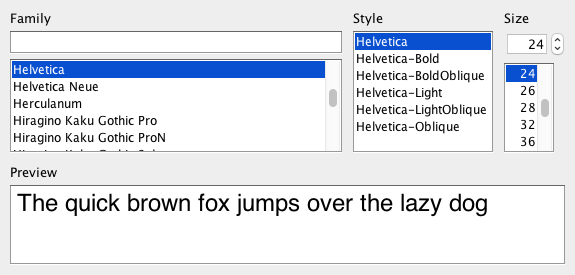 Family
Helvetica
Helvetica Neue
Herculanum
Hiragino Kaku Gothic Pro
Hiragino Kaku Gothic ProN
Style
Helvetica
Helvetica-Bold
Helvetica-BoldOblique
Helvetica-Light
Helvetica-LightOblique
Helvetica-Oblique
Size
24
24
26
28
32
36
Preview
The quick brown fox jumps over the lazy dog